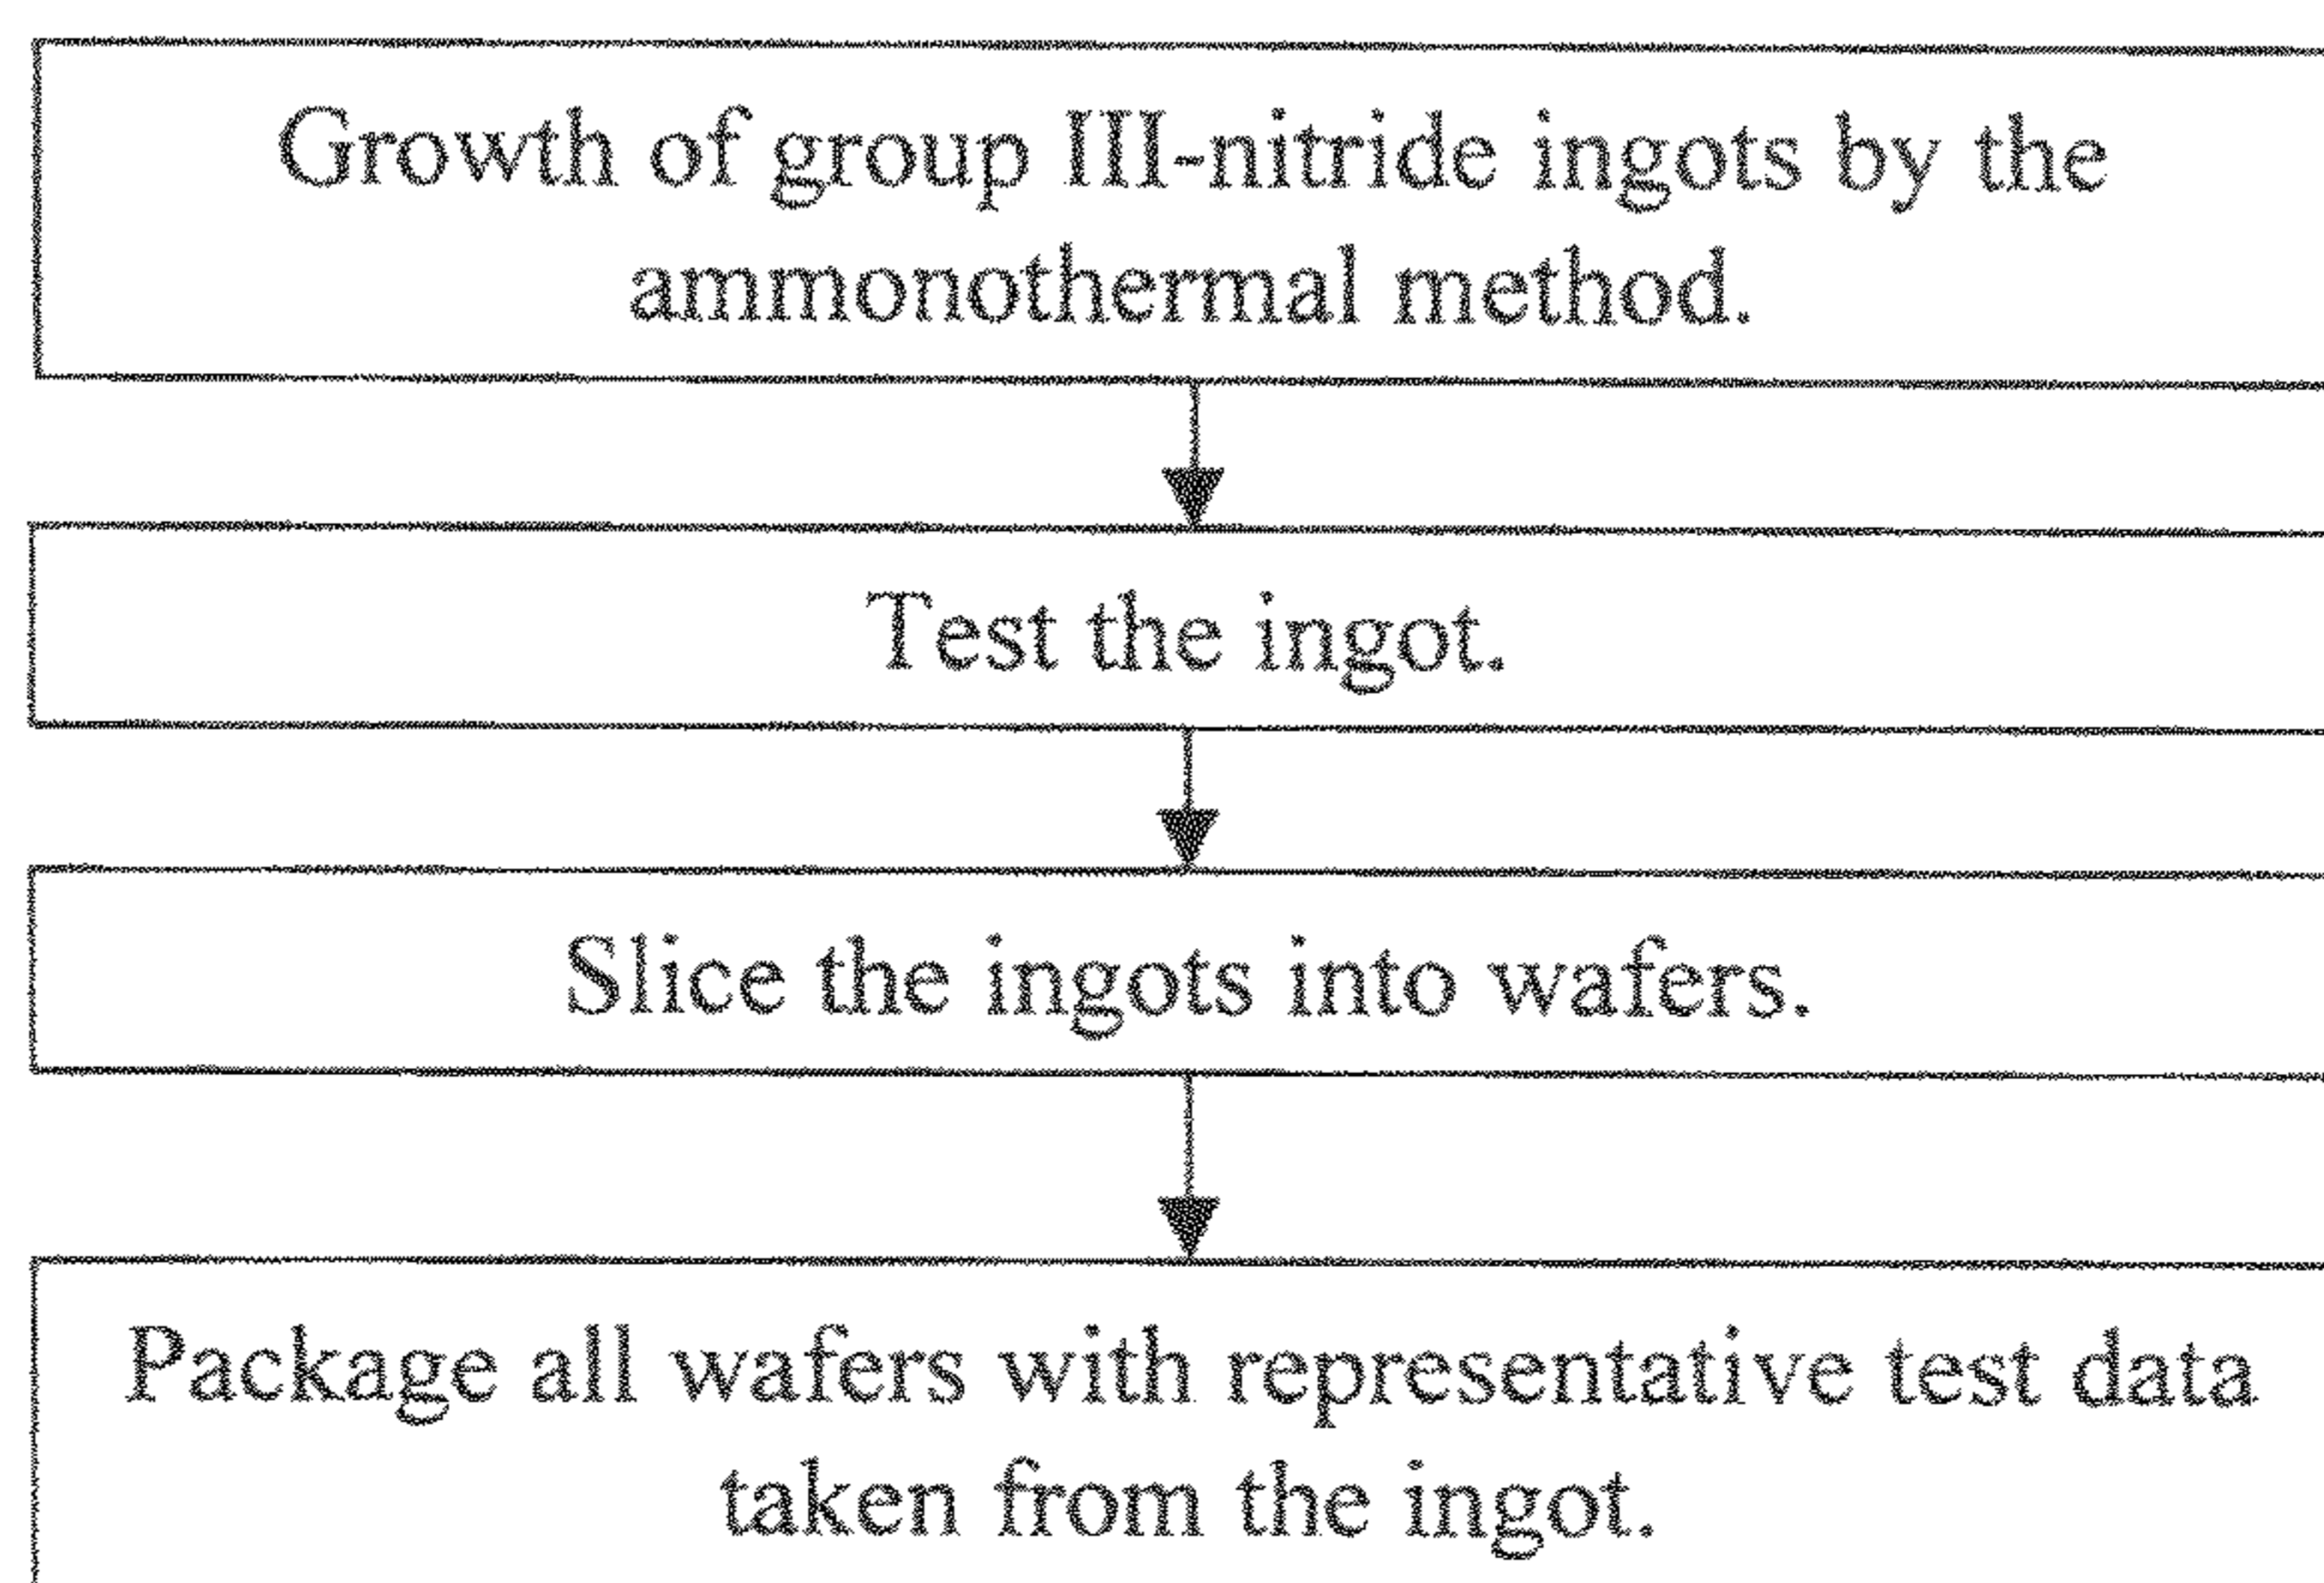 Growth of group III-nitride ingots by the
ammonothermal method.
Test the ingot.
Slice the ingots into wafers.
Package all wafers with representative test data
taken from the ingot.